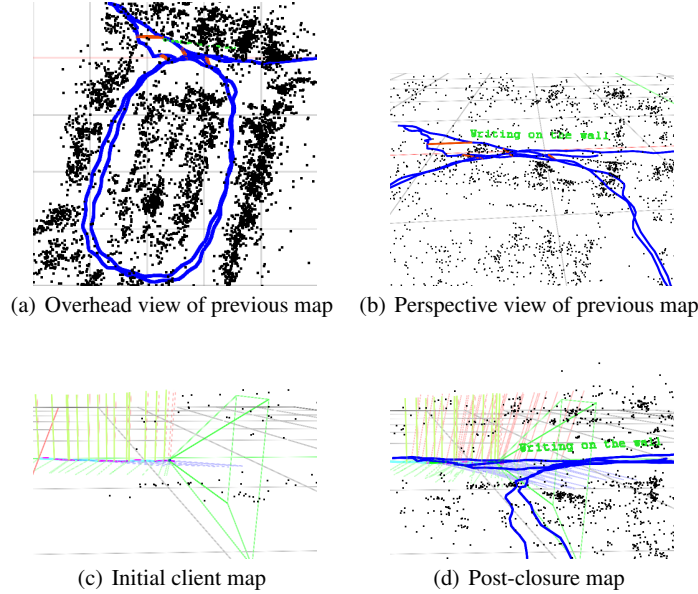 Writing on the wall
(a) Overhead view of previous map
(b) Perspective view of previous map
Writing on the wall
(c) Initial client map
(d) Post-closure map